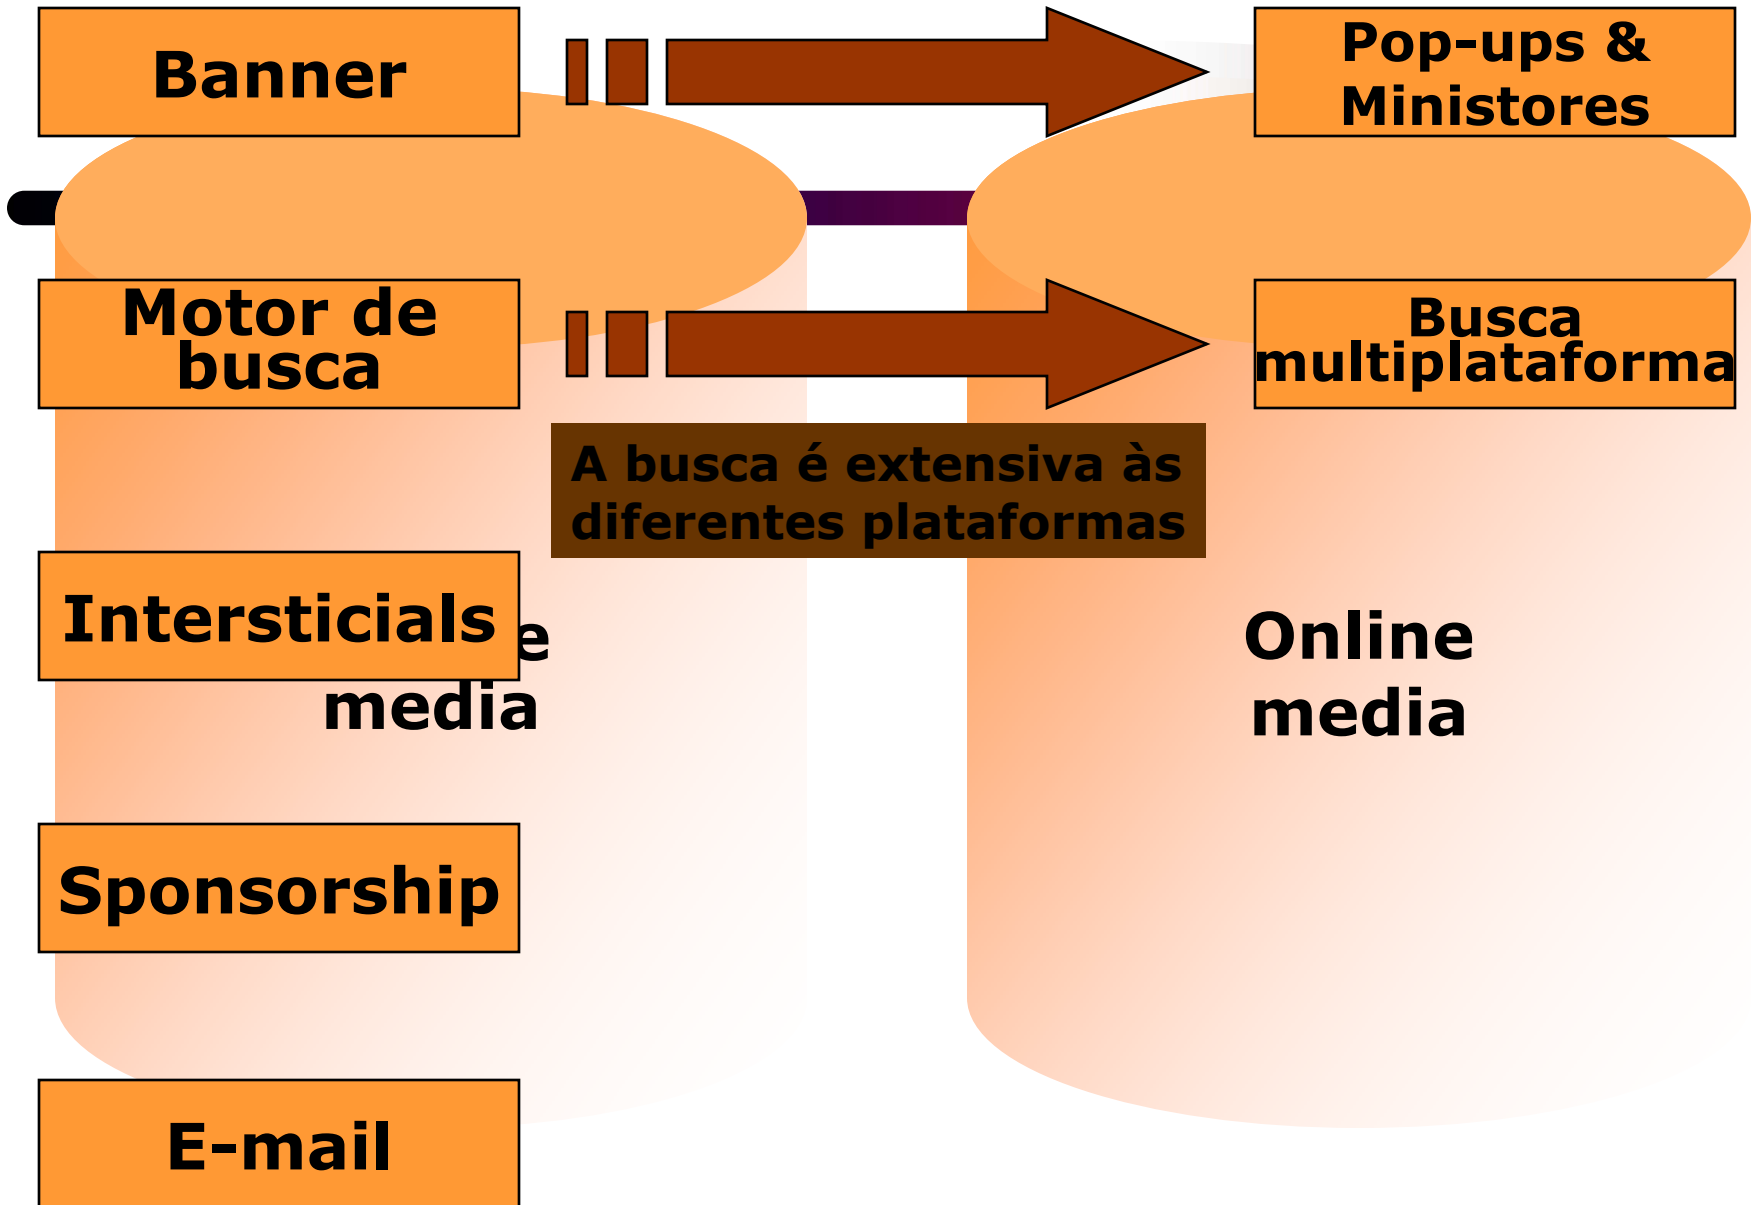 Banner
Pop-ups &
Ministores
Motor de
busca
Busca
multiplataforma
A busca é extensiva às
diferentes plataformas
Intersticials
media
Online
media
Sponsorship
E-mail